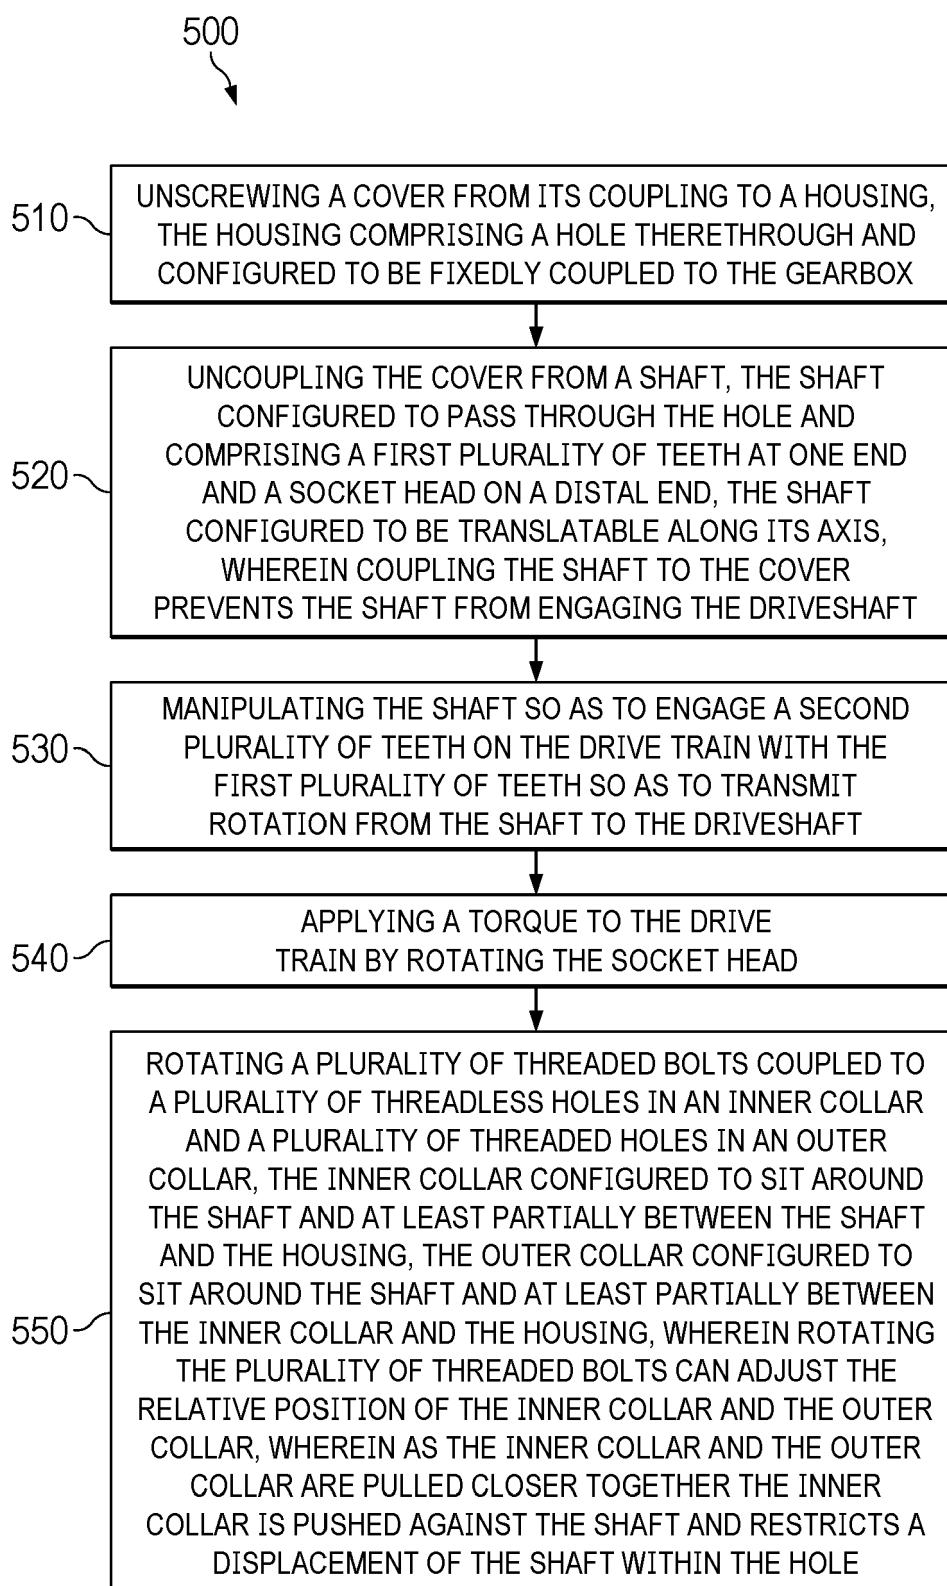 500
510
UNSCREWING A COVER FROM ITS COUPLING TO A HOUSING,
THE HOUSING COMPRISING A HOLE THERETHROUGH AND
CONFIGURED TO BE FIXEDLY COUPLED TO THE GEARBOX
520
UNCOUPLING THE COVER FROM A SHAFT, THE SHAFT
CONFIGURED TO PASS THROUGH THE HOLE AND
COMPRISING A FIRST PLURALITY OF TEETH AT ONE END
AND A SOCKET HEAD ON A DISTAL END, THE SHAFT
CONFIGURED TO BE TRANSLATABLE ALONG ITS AXIS,
WHEREIN COUPLING THE SHAFT TO THE COVER
PREVENTS THE SHAFT FROM ENGAGING THE DRIVESHAFT
530
MANIPULATING THE SHAFT SO AS TO ENGAGE A SECOND
PLURALITY OF TEETH ON THE DRIVE TRAIN WITH THE
FIRST PLURALITY OF TEETH SO AS TO TRANSMIT
ROTATION FROM THE SHAFT TO THE DRIVESHAFT
540
APPLYING A TORQUE TO THE DRIVE
TRAIN BY ROTATING THE SOCKET HEAD
550
ROTATING A PLURALITY OF THREADED BOLTS COUPLED TO
A PLURALITY OF THREADLESS HOLES IN AN INNER COLLAR
AND A PLURALITY OF THREADED HOLES IN AN OUTER
COLLAR, THE INNER COLLAR CONFIGURED TO SIT AROUND
THE SHAFT AND AT LEAST PARTIALLY BETWEEN THE SHAFT
AND THE HOUSING, THE OUTER COLLAR CONFIGURED TO
SIT AROUND THE SHAFT AND AT LEAST PARTIALLY BETWEEN
THE INNER COLLAR AND THE HOUSING, WHEREIN ROTATING
THE PLURALITY OF THREADED BOLTS CAN ADJUST THE
RELATIVE POSITION OF THE INNER COLLAR AND THE OUTER
COLLAR, WHEREIN AS THE INNER COLLAR AND THE OUTER
COLLAR ARE PULLED CLOSER TOGETHER THE INNER
COLLAR IS PUSHED AGAINST THE SHAFT AND RESTRICTS A
DISPLACEMENT OF THE SHAFT WITHIN THE HOLE